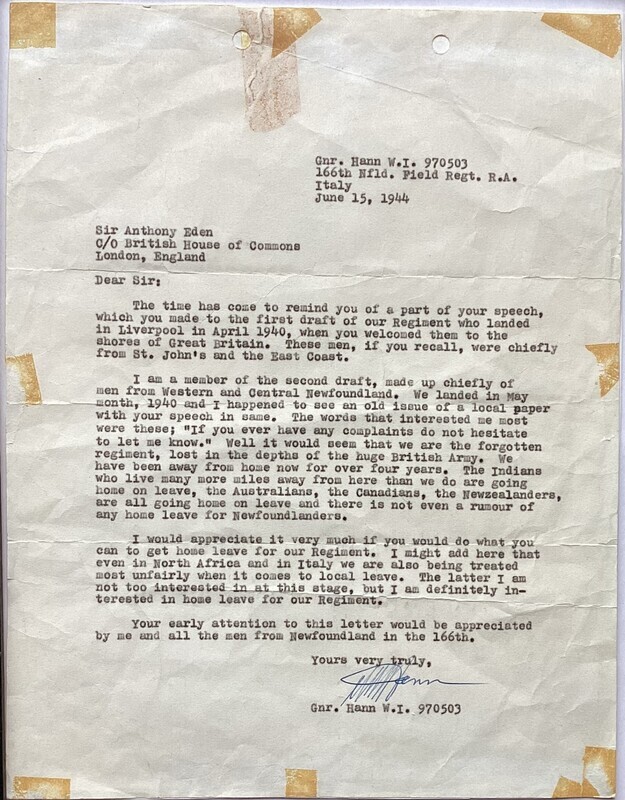 Gnr. Hann W.I. 970503
166th Nfld. Field Regt. R.A.
Italy
June 15, 1944
Sir Anthony Eden
C/O British House of Commons
London, England
Dear Sir:
The time has come to remind you of a part of your speech,
which you made to the first draft of our Regiment who landed
in Liverpool in April 1940, when you welcomed them to the
shores of Great Britain. These men, if you recall, were chiefly
from St. John's and the East Coast.
I am a member of the second draft, made up chiefly of
men from Western and Central Newfoundland. We landed in May
month, 1940 and I happened to see an old issue of a local paper
with your speech in same. The words that interested me most
were these; "If you ever have any complaints do not hesitate
to let me know." Well it would seem that we are the forgotten
regiment, lost in the depths of the huge British Army. We
have been away from home now for over four years. The Indians
who live many more miles away from here than we do are going
home on leave, the Australians, the Canadians, the Newzealanders,
are all going home on leave and there is not even a rumour of
any home leave for Newfoundlanders.
I would appreciate it very much if you would do what you
can to get home leave for our Regiment. I might add here that
even in North Africa and in Italy we are also being treated
most unfairly when it comes to local leave. The latter I am
not too interested in at this stage, but I am definitely in-
terested in home leave for our Regiment.
Your early attention to this letter would be appreciated
by me and all the men from Newfoundland in the 166th.
Yours very truly,
Hann
Gnr. Hann W.I. 970503